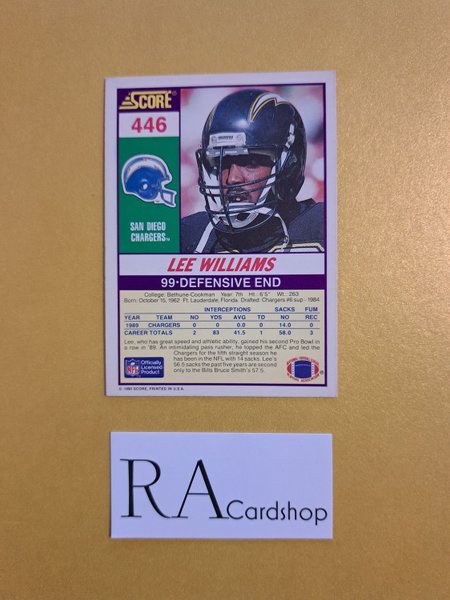 SCORE
446
SAN DIEGO
CHARGERS™
LEE WILLIAMS
99·DEFENSIVE END
College: Bethune-Cookman Year: 7th Ht.: 6'5" Wt.: 263
Born: October 15, 1962 Ft. Lauderdale, Florida Drafted: Chargers #6 sup - 1984
INTERCEPTIONS SACKS FUM
YEAR TEAM NO YDS AVG TD NO REC
1989 CHARGERS 0 0 0.0 0 14.0 0
CAREER TOTALS 2 83 41.5 1 58.0 3
Lee, who has great speed and athletic ability, gained his second Pro Bowl in
a row in '89. An intimidating pass rusher, he topped the AFC and led the
Chargers for the fifth straight season he
has been in the NFL with 14 sacks. Lee's
56.5 sacks the past five years are second
only to the Bills Bruce Smith's 57.5.
NFL
Officially
Licensed
Product
© 1990 SCORE, PRINTED IN U.S.A.
RA Cardshop